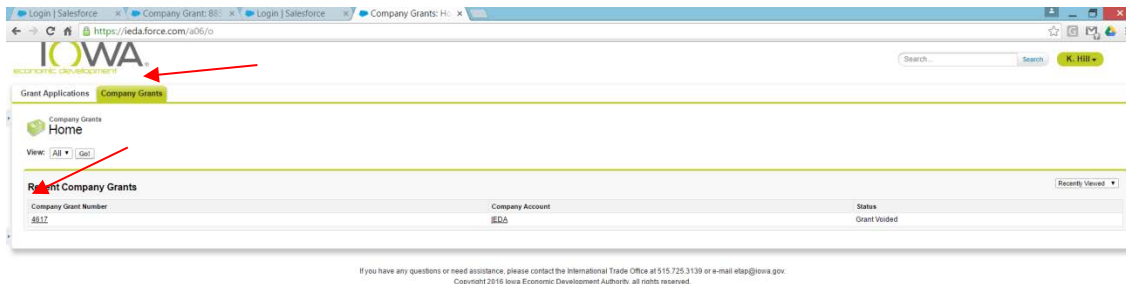 Login | Salesforce
Company Grant: 88
Login | Salesforce
Company Grants: Ho
https://ieda.force.com/a06/o
IOWA
economic development
Search...
Search
K. Hill
Grant Applications
Company Grants
Company Grants
Home
View: All Go!
Recent Company Grants
Recently Viewed
Company Grant Number Company Account Status
4617 IEDA Grant Voided
If you have any questions or need assistance, please contact the International Trade Office at 515.725.3139 or e-mail etap@iowa.gov.
Copyright 2016 Iowa Economic Development Authority, all rights reserved.